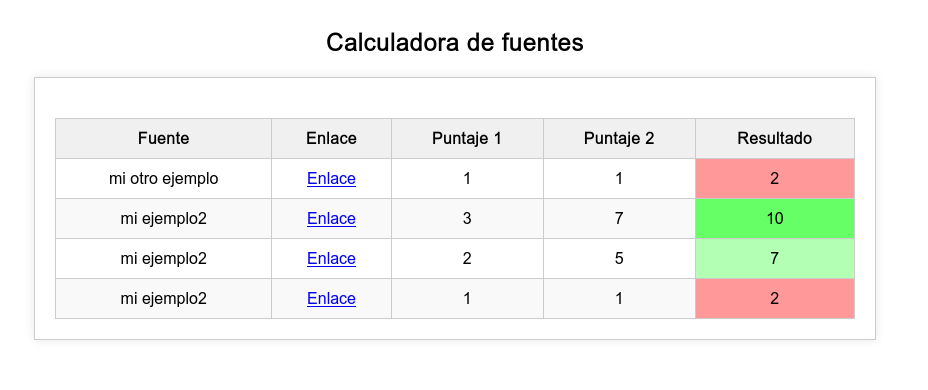 Calculadora de fuentes
Fuente Enlace Puntaje 1 Puntaje 2 Resultado
mi otro ejemplo Enlace 1 1 2
mi ejemplo2 Enlace 3 7 10
mi ejemplo2 Enlace 2 5 7
mi ejemplo2 Enlace 1 1 2